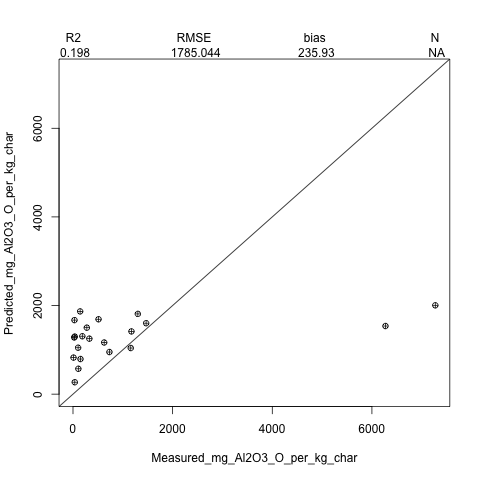 R2 RMSE bias N
0.198 1785.044 235.93 NA
Predicted_mg_Al2O3_O_per_kg_char
6000
4000
2000
0
0 2000 4000 6000
Measured_mg_Al2O3_O_per_kg_char